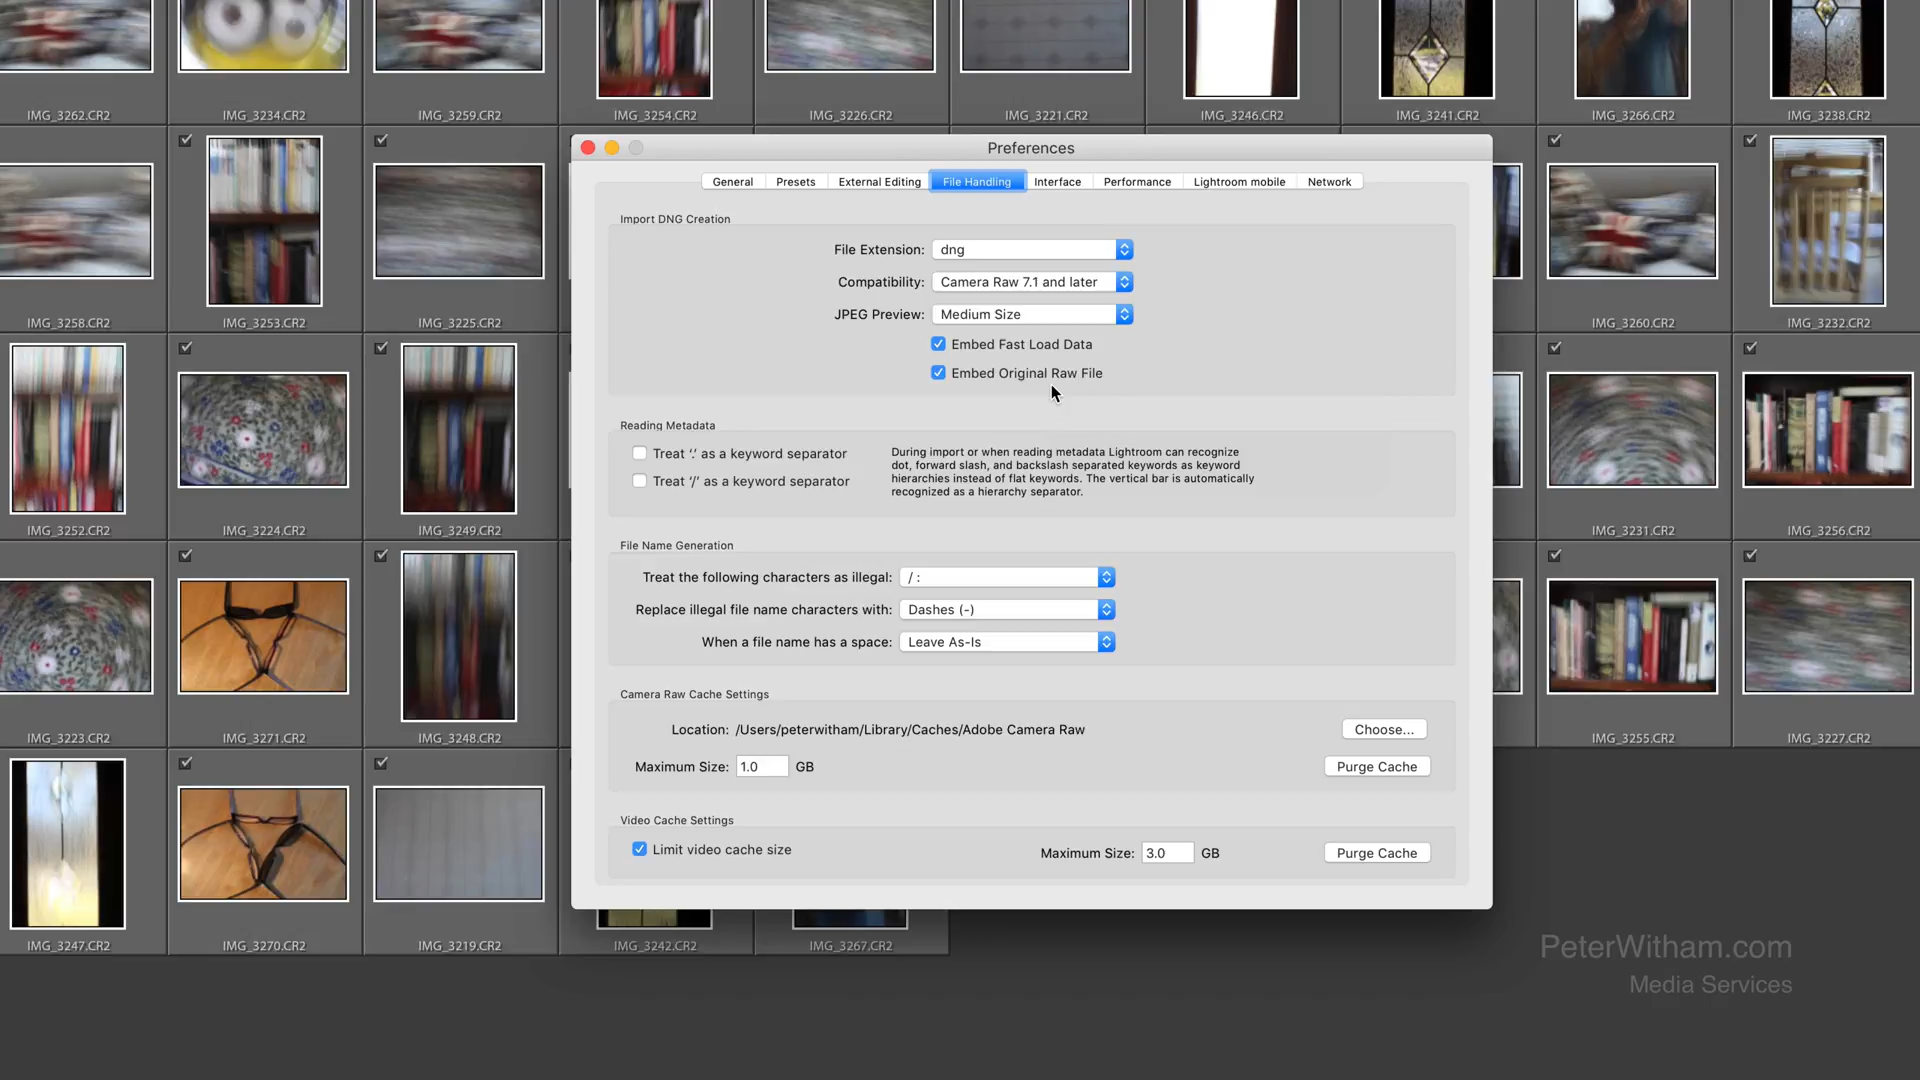 IMG_3262.CR2
IMG_3234.CR2
IMG_3259.CR2
IMG_3254.CR2
IMG_3226.CR2
IMG_3221.CR2
IMG_3246.CR2
IMG_3241.CR2
IMG_3266.CR2
IMG_3238.CR2
Preferences
General
Presets
External Editing
File Handling
Interface
Performance
Lightroom mobile
Network
Import DNG Creation
File Extension: dng
Compatibility: Camera Raw 7.1 and later
JPEG Preview: Medium Size
Embed Fast Load Data
Embed Original Raw File
IMG_3258.CR2
IMG_3253.CR2
IMG_3225.CR2
IMG_3260.CR2
IMG_3232.CR2
Reading Metadata
Treat '.' as a keyword separator
Treat '/' as a keyword separator
During import or when reading metadata Lightroom can recognize
dot, forward slash, and backslash separated keywords as keyword
hierarchies instead of flat keywords. The vertical bar is automatically
recognized as a hierarchy separator.
IMG_3252.CR2
IMG_3224.CR2
IMG_3249.CR2
IMG_3231.CR2
IMG_3256.CR2
File Name Generation
Treat the following characters as illegal: / :
Replace illegal file name characters with: Dashes (-)
When a file name has a space: Leave As-Is
Camera Raw Cache Settings
Location: /Users/peterwitham/Library/Caches/Adobe Camera Raw
Choose...
IMG_3223.CR2
IMG_3271.CR2
IMG_3248.CR2
IMG_3255.CR2
IMG_3227.CR2
Maximum Size: 1.0 GB
Purge Cache
Video Cache Settings
Limit video cache size
Maximum Size: 3.0 GB
Purge Cache
IMG_3247.CR2
IMG_3270.CR2
IMG_3219.CR2
IMG_3242.CR2
IMG_3267.CR2
PeterWitham.com
Media Services